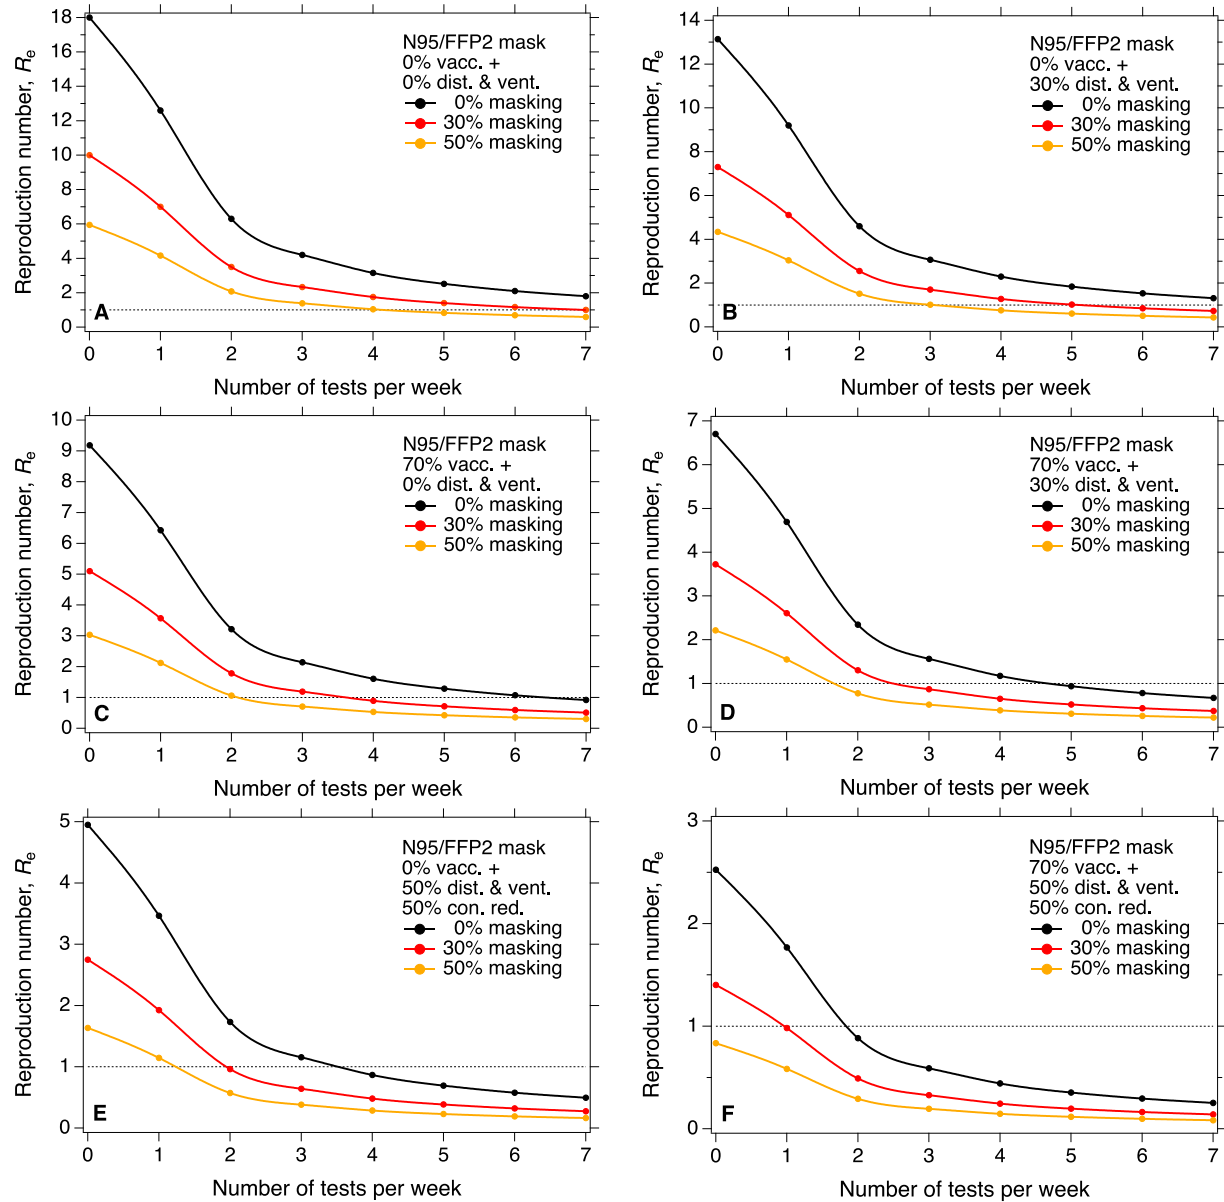 18
16
14
12
10
8
6
4
2
0
Reproduction number, Re
N95/FFP2 mask
0% vacc. +
0% dist. & vent.
0% masking
30% masking
50% masking
A
0 1 2 3 4 5 6 7
Number of tests per week
14
12
10
8
6
4
2
0
Reproduction number, Re
N95/FFP2 mask
0% vacc. +
30% dist. & vent.
0% masking
30% masking
50% masking
B
0 1 2 3 4 5 6 7
Number of tests per week
10
9
8
7
6
5
4
3
2
1
0
Reproduction number, Re
N95/FFP2 mask
70% vacc. +
0% dist. & vent.
0% masking
30% masking
50% masking
C
0 1 2 3 4 5 6 7
Number of tests per week
7
6
5
4
3
2
1
0
Reproduction number, Re
N95/FFP2 mask
70% vacc. +
30% dist. & vent.
0% masking
30% masking
50% masking
D
0 1 2 3 4 5 6 7
Number of tests per week
5
4
3
2
1
0
Reproduction number, Re
N95/FFP2 mask
0% vacc. +
50% dist. & vent.
50% con. red.
0% masking
30% masking
50% masking
E
0 1 2 3 4 5 6 7
Number of tests per week
3
2
1
0
Reproduction number, Re
N95/FFP2 mask
70% vacc. +
50% dist. & vent.
50% con. red.
0% masking
30% masking
50% masking
F
0 1 2 3 4 5 6 7
Number of tests per week